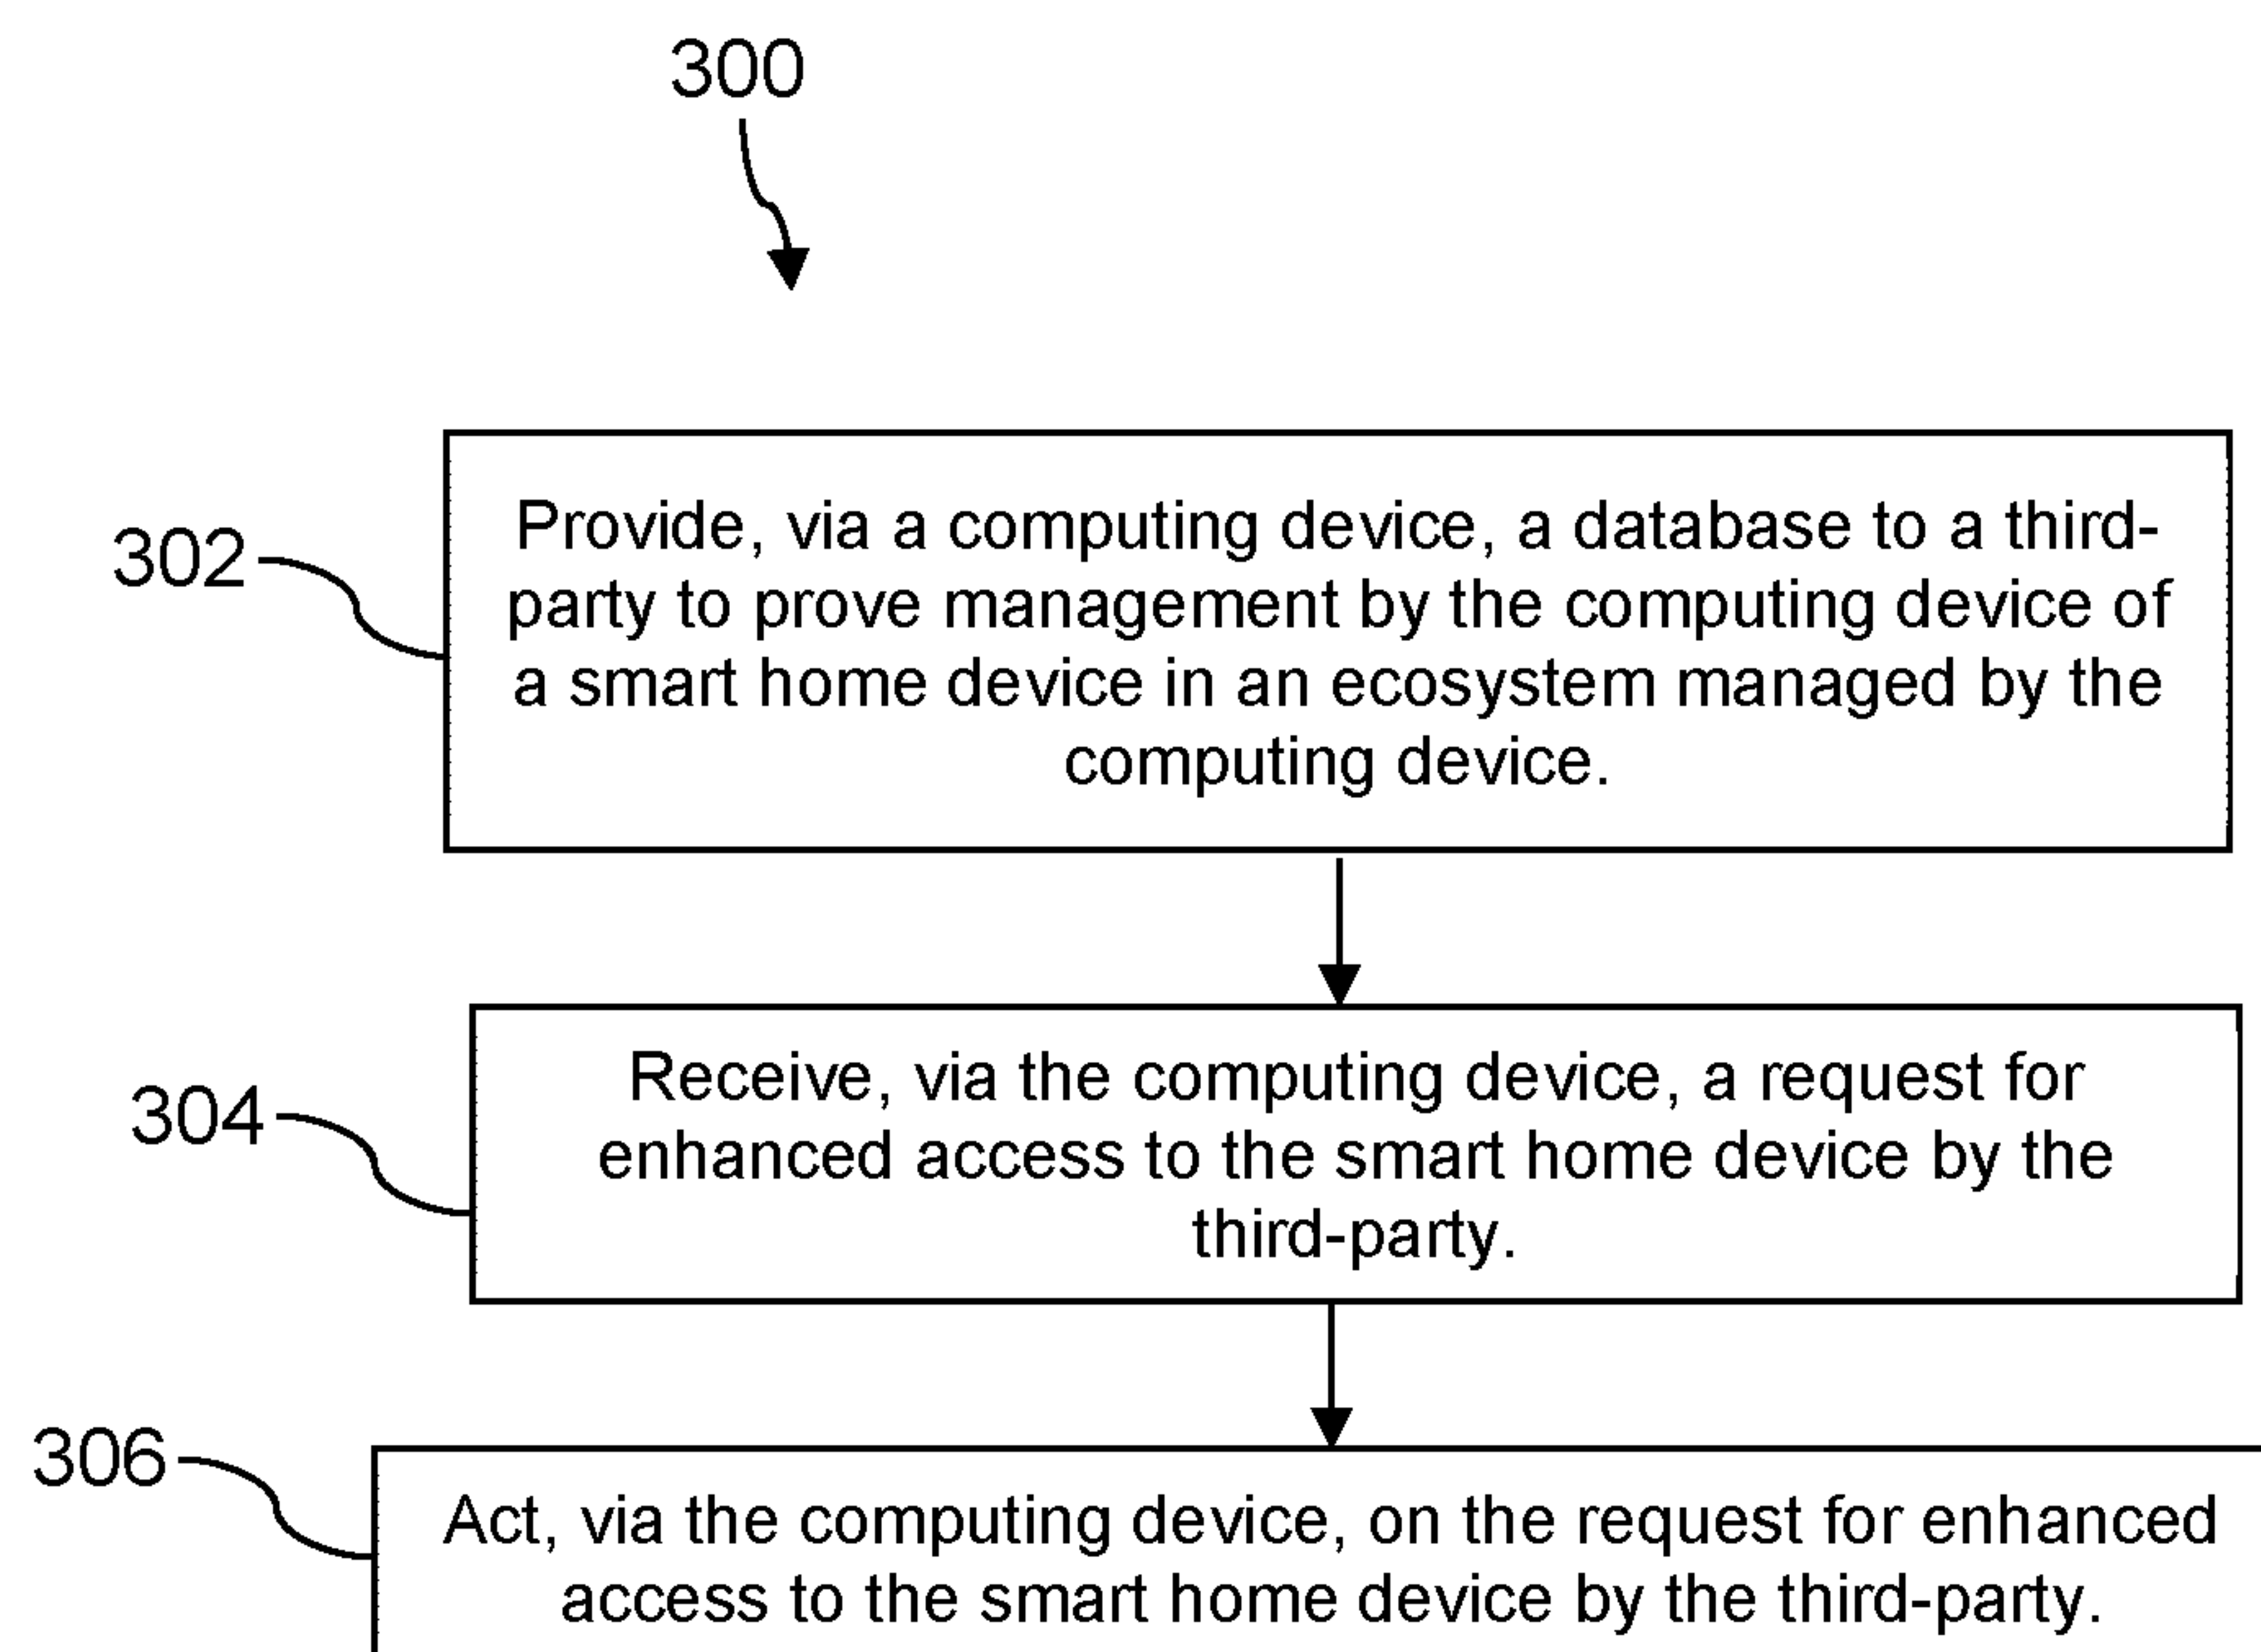 300
302
Provide, via a computing device, a database to a third-
party to prove management by the computing device of
a smart home device in an ecosystem managed by the
computing device.
304
Receive, via the computing device, a request for
enhanced access to the smart home device by the
third-party.
306
Act, via the computing device, on the request for enhanced
access to the smart home device by the third-party.